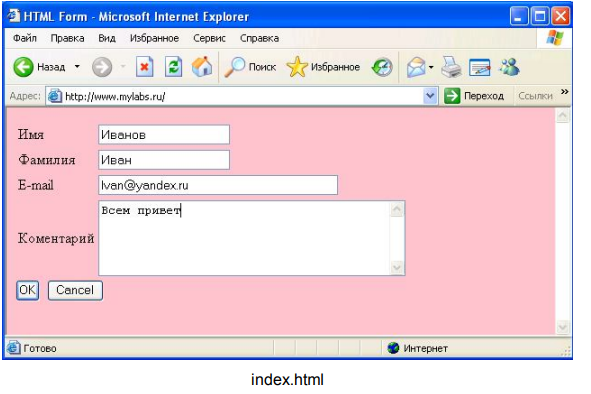 HTML Form - Microsoft Internet Explorer
Файл Правка Вид Избранное Сервис Справка
Назад Поиск Избранное
Адрес: http://www.mylabs.ru/ Переход Ссылки »
Имя Иванов
Фамилия Иван
E-mail Ivan@yandex.ru
Всем привет
Коментарий
OK Cancel
Готово Интернет
index.html